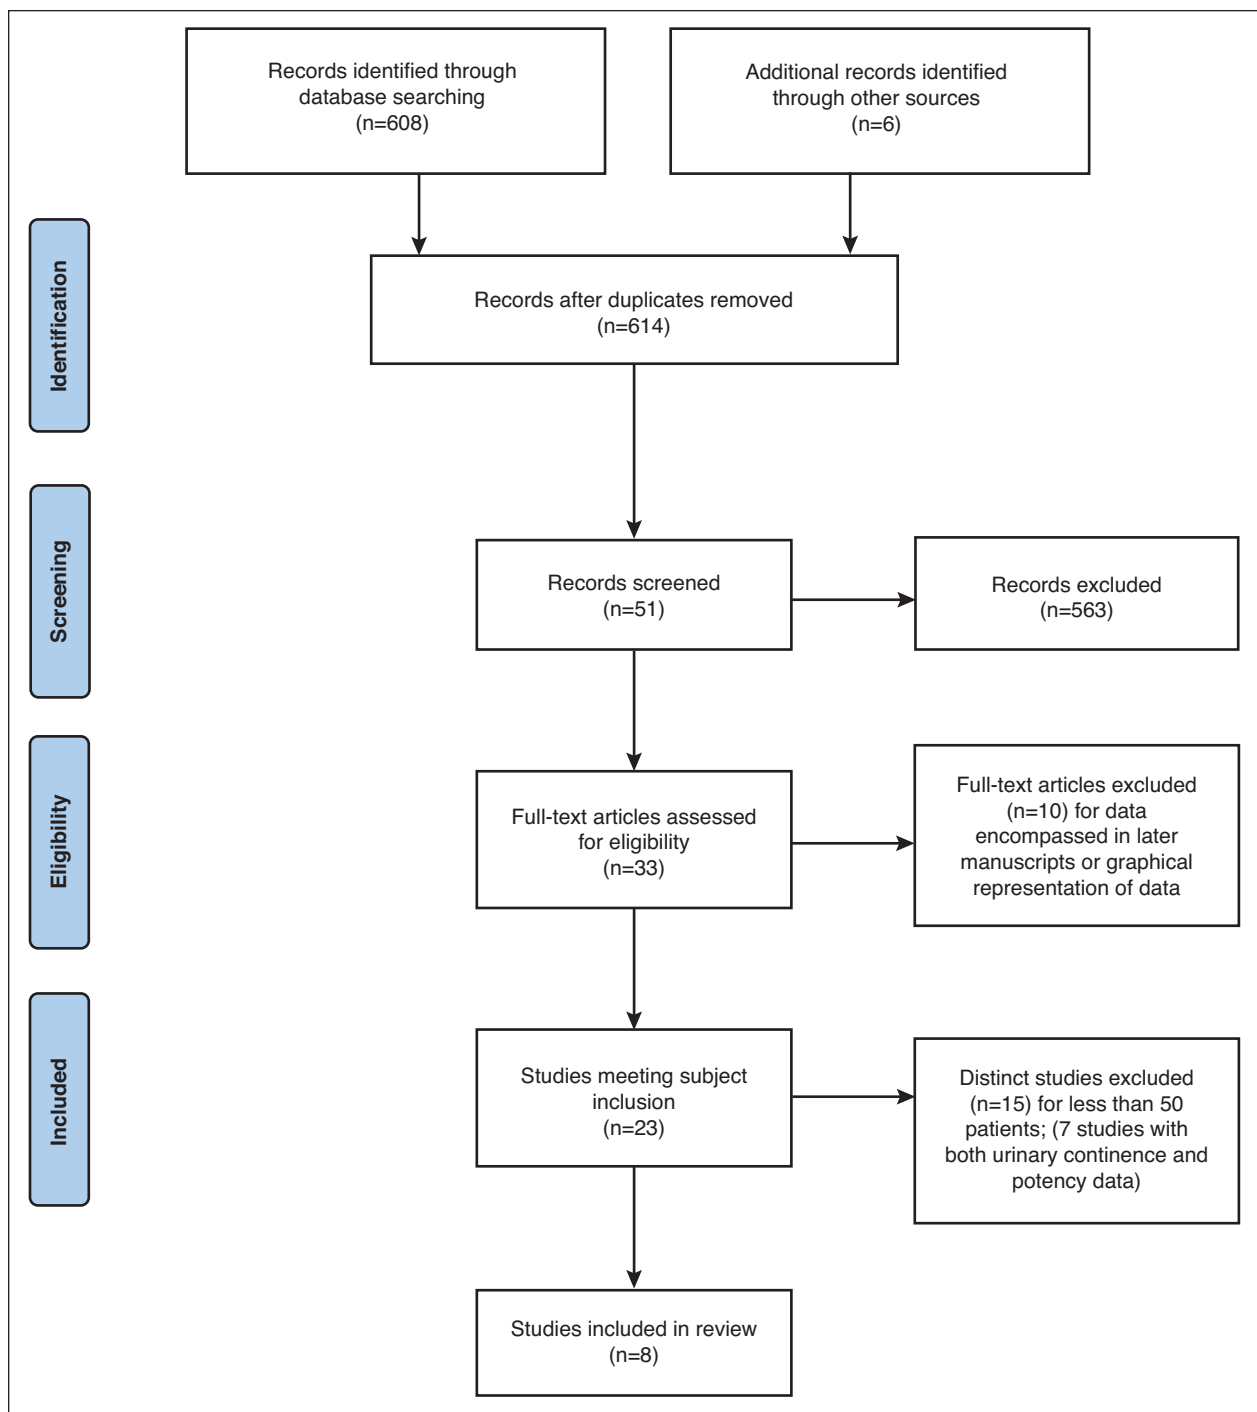 Records identified through
database searching
(n=608)
Additional records identified
through other sources
(n=6)
Identification
Records after duplicates removed
(n=614)
Screening
Records screened
(n=51)
Records excluded
(n=563)
Eligibility
Full-text articles assessed
for eligibility
(n=33)
Full-text articles excluded
(n=10) for data
encompassed in later
manuscripts or graphical
representation of data
Included
Studies meeting subject
inclusion
(n=23)
Distinct studies excluded
(n=15) for less than 50
patients; (7 studies with
both urinary continence and
potency data)
Studies included in review
(n=8)